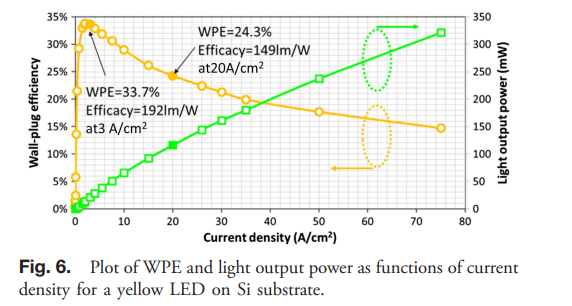 35%
30%
25%
20%
15%
10%
5%
0%
Wall-plug efficiency
WPE=24.3%
Efficacy=149lm/W
at20A/cm²
WPE=33.7%
Efficacy=192lm/W
at3 A/cm²
350
300
250
200
150
100
50
0
Light output power (mW)
0 10 20 30 40 50 60 70 80
Current density (A/cm²)
Fig. 6. Plot of WPE and light output power as functions of current
density for a yellow LED on Si substrate.